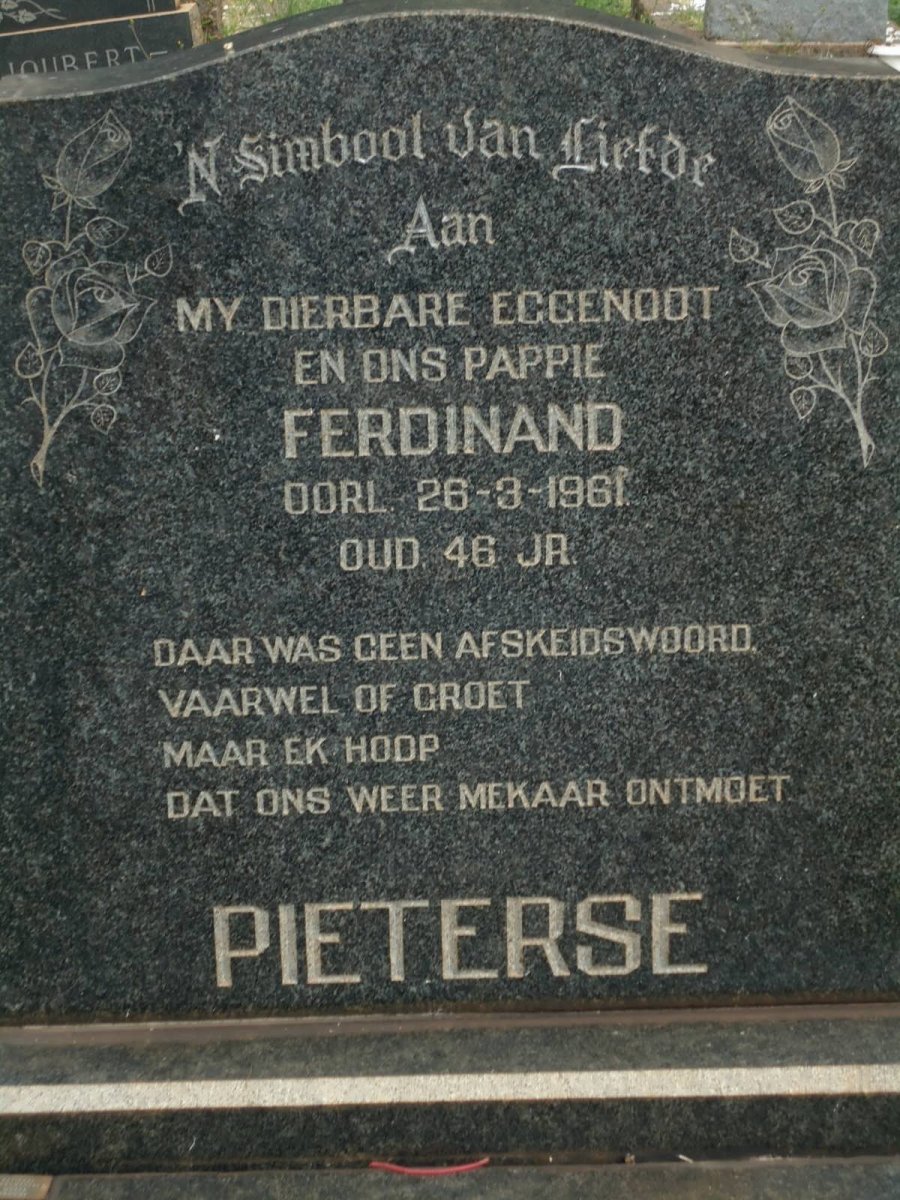 JOUBERT
'N Simbool van Liefde
Aan
MY DIERBARE EGGENOOT
EN ONS PAPPIE
FERDINAND
OORL. 26-3-1961.
OUD. 46 JR.
DAAR WAS GEEN AFSKEIDSWOORD.
VAARWEL OF GROET
MAAR EK HOOP
DAT ONS WEER MEKAAR ONTMOET
PIETERSE